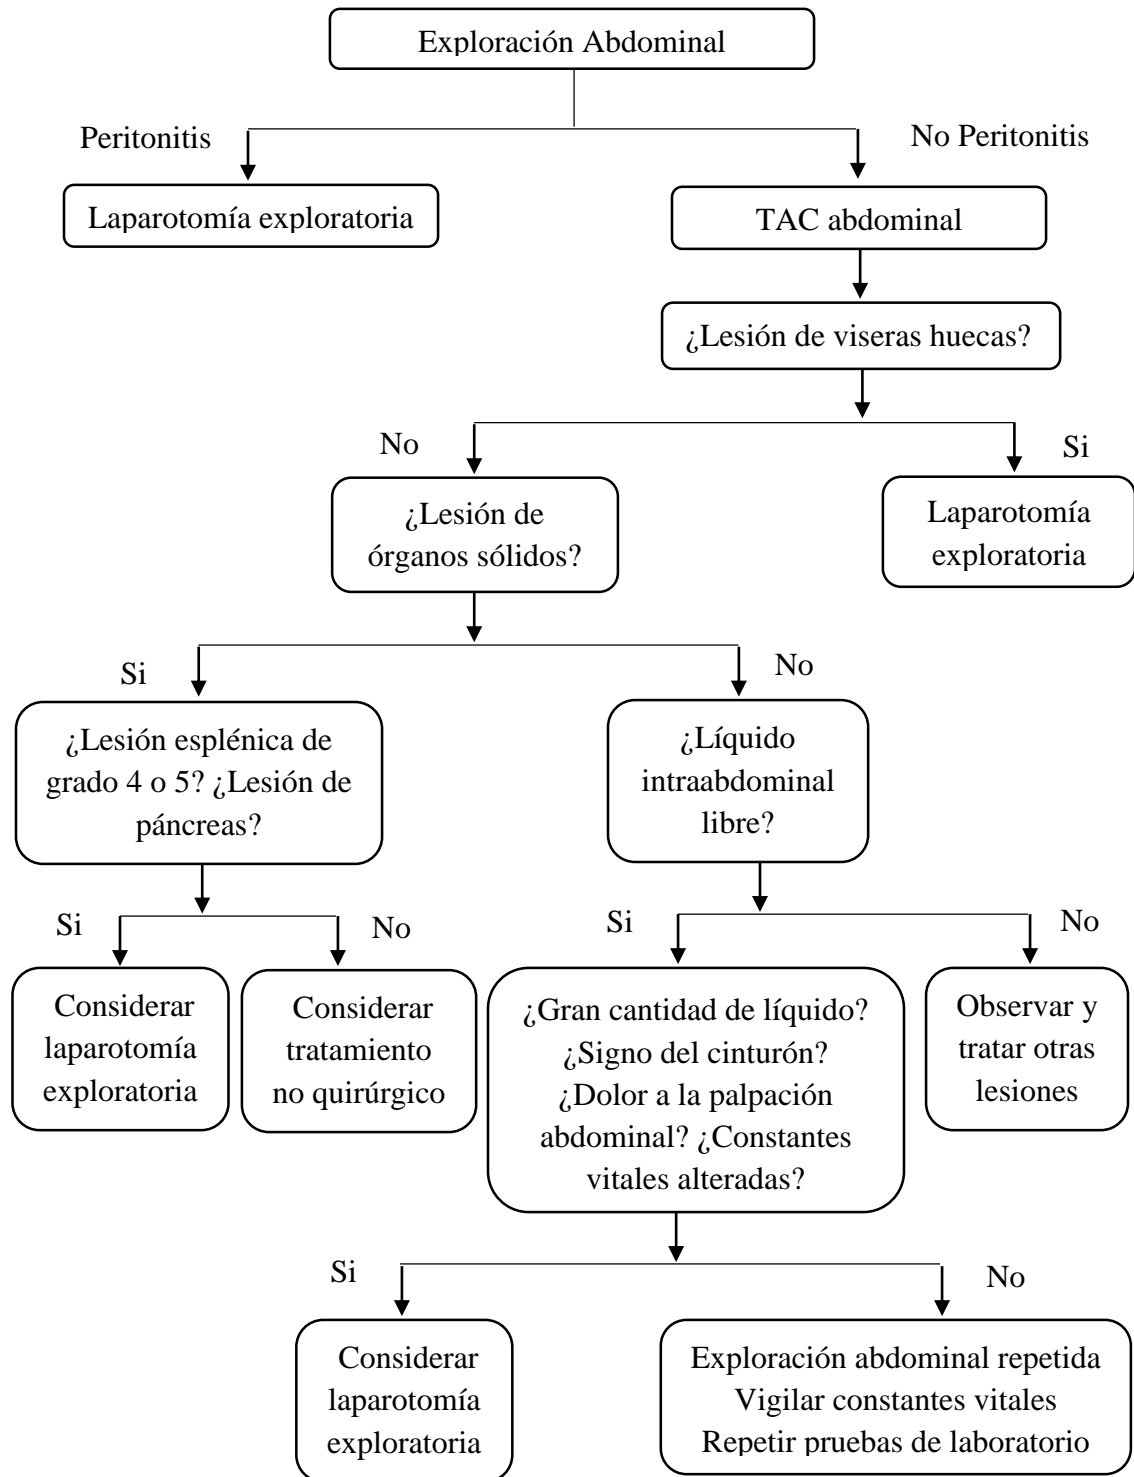 Exploración Abdominal
Peritonitis
No Peritonitis
Laparotomía exploratoria
TAC abdominal
¿Lesión de viseras huecas?
No
Si
¿Lesión de
órganos sólidos?
Laparotomía
exploratoria
Si
No
¿Lesión esplénica de
grado 4 o 5? ¿Lesión de
páncreas?
¿Líquido
intraabdominal
libre?
Si
No
Si
No
Considerar
laparotomía
exploratoria
Considerar
tratamiento
no quirúrgico
¿Gran cantidad de líquido?
¿Signo del cinturón?
¿Dolor a la palpación
abdominal? ¿Constantes
vitales alteradas?
Observar y
tratar otras
lesiones
Si
No
Considerar
laparotomía
exploratoria
Exploración abdominal repetida
Vigilar constantes vitales
Repetir pruebas de laboratorio